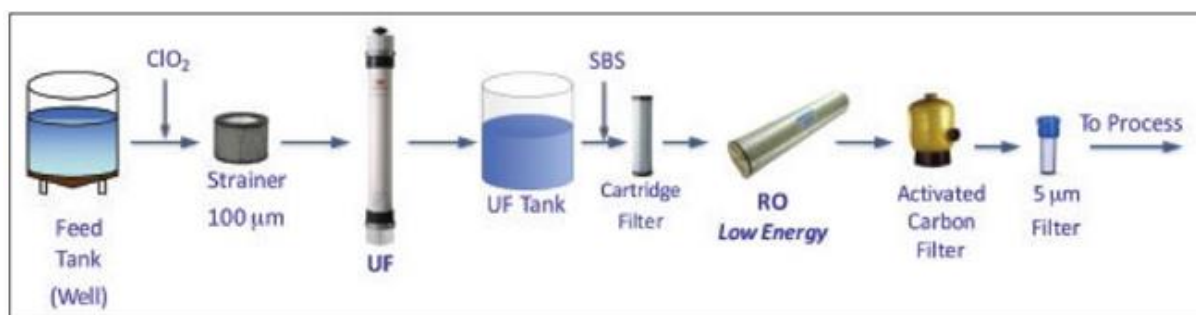 ClO₂
SBS
To Process
Strainer
100 μm
UF Tank
Cartridge
Filter
RO
Low Energy
Activated
Carbon
Filter
5 μm
Filter
Feed
Tank
(Well)
UF